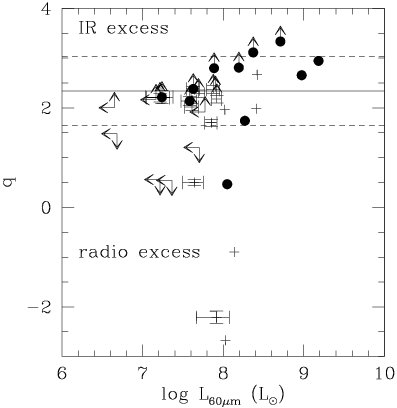 4
IR excess
2
q
0
radio excess
−2
6 7 8 9 10
log L60μm (L⊙)